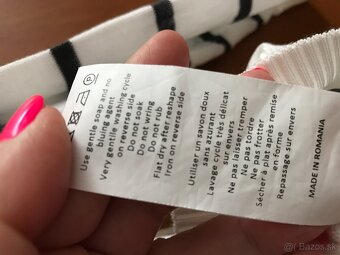 Use gentle soap and no
biling agent
Very gentle washing cycle
on reverse side
Do not soak
Do not wring
Do not rub
Flat dry after reshape
Iron on reverse side
Utiliser un savon doux
sans azurants
Lavage cycle très délicat
sur envers
Ne pas laisser tremper
Ne pas tordre
Ne pas frotter
Sécher à plat après remise
en forme
Repassage sur envers
MADE IN ROMANIA
© Bazos.sk